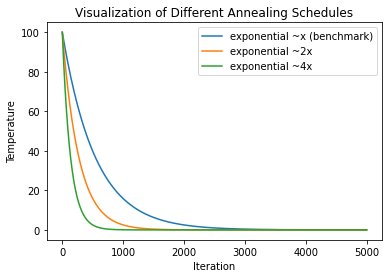 Visualization of Different Annealing Schedules
exponential ~x (benchmark)
exponential ~2x
exponential ~4x
Temperature
100
80
60
40
20
0
0 1000 2000 3000 4000 5000
Iteration